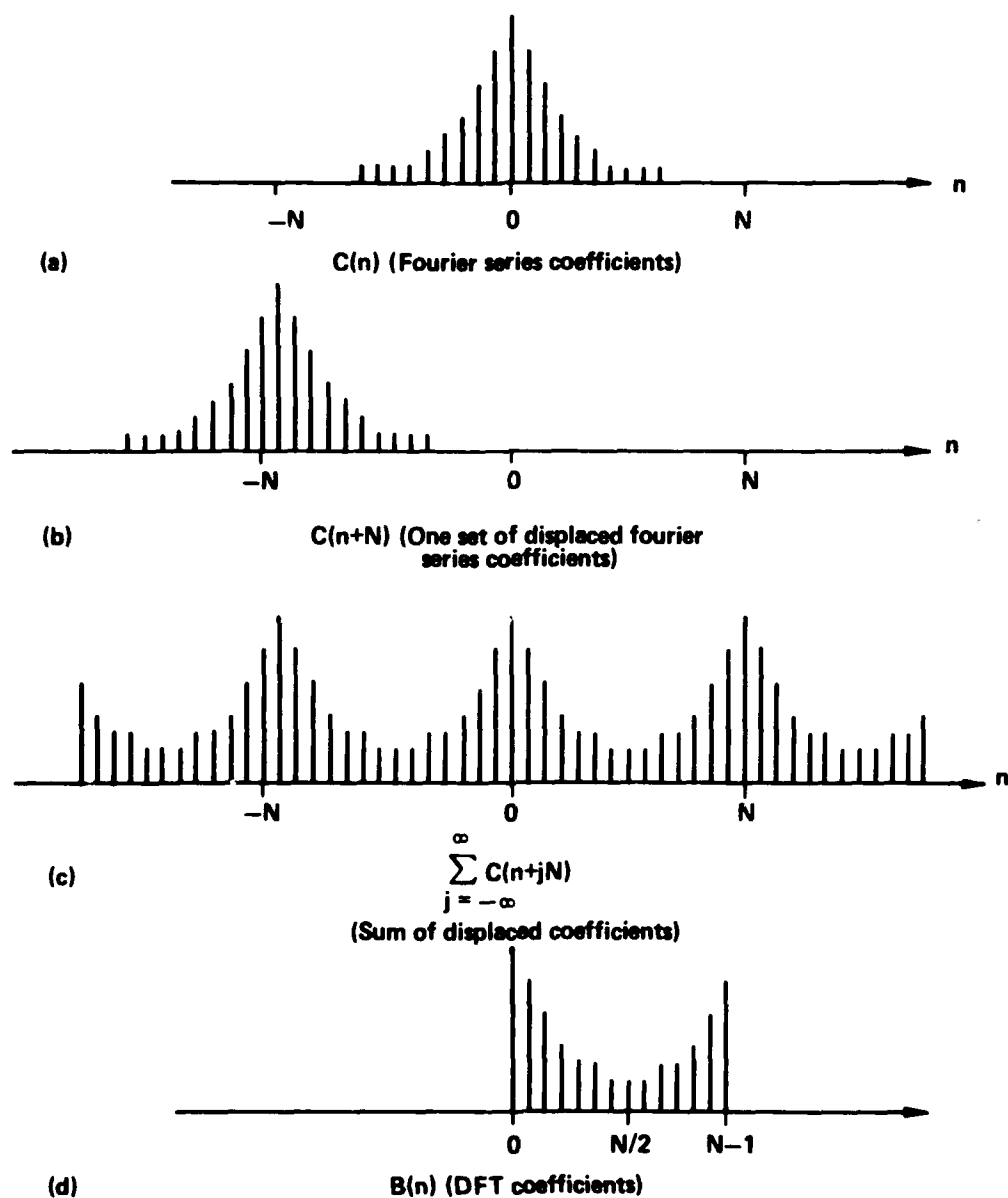 n
−N 0 N
(a) C(n) (Fourier series coefficients)
n
−N 0 N
(b) C(n+N) (One set of displaced fourier
series coefficients)
n
−N 0 N
∞
(c) ∑ C(n+jN)
j = −∞
(Sum of displaced coefficients)
0 N/2 N−1
(d) B(n) (DFT coefficients)